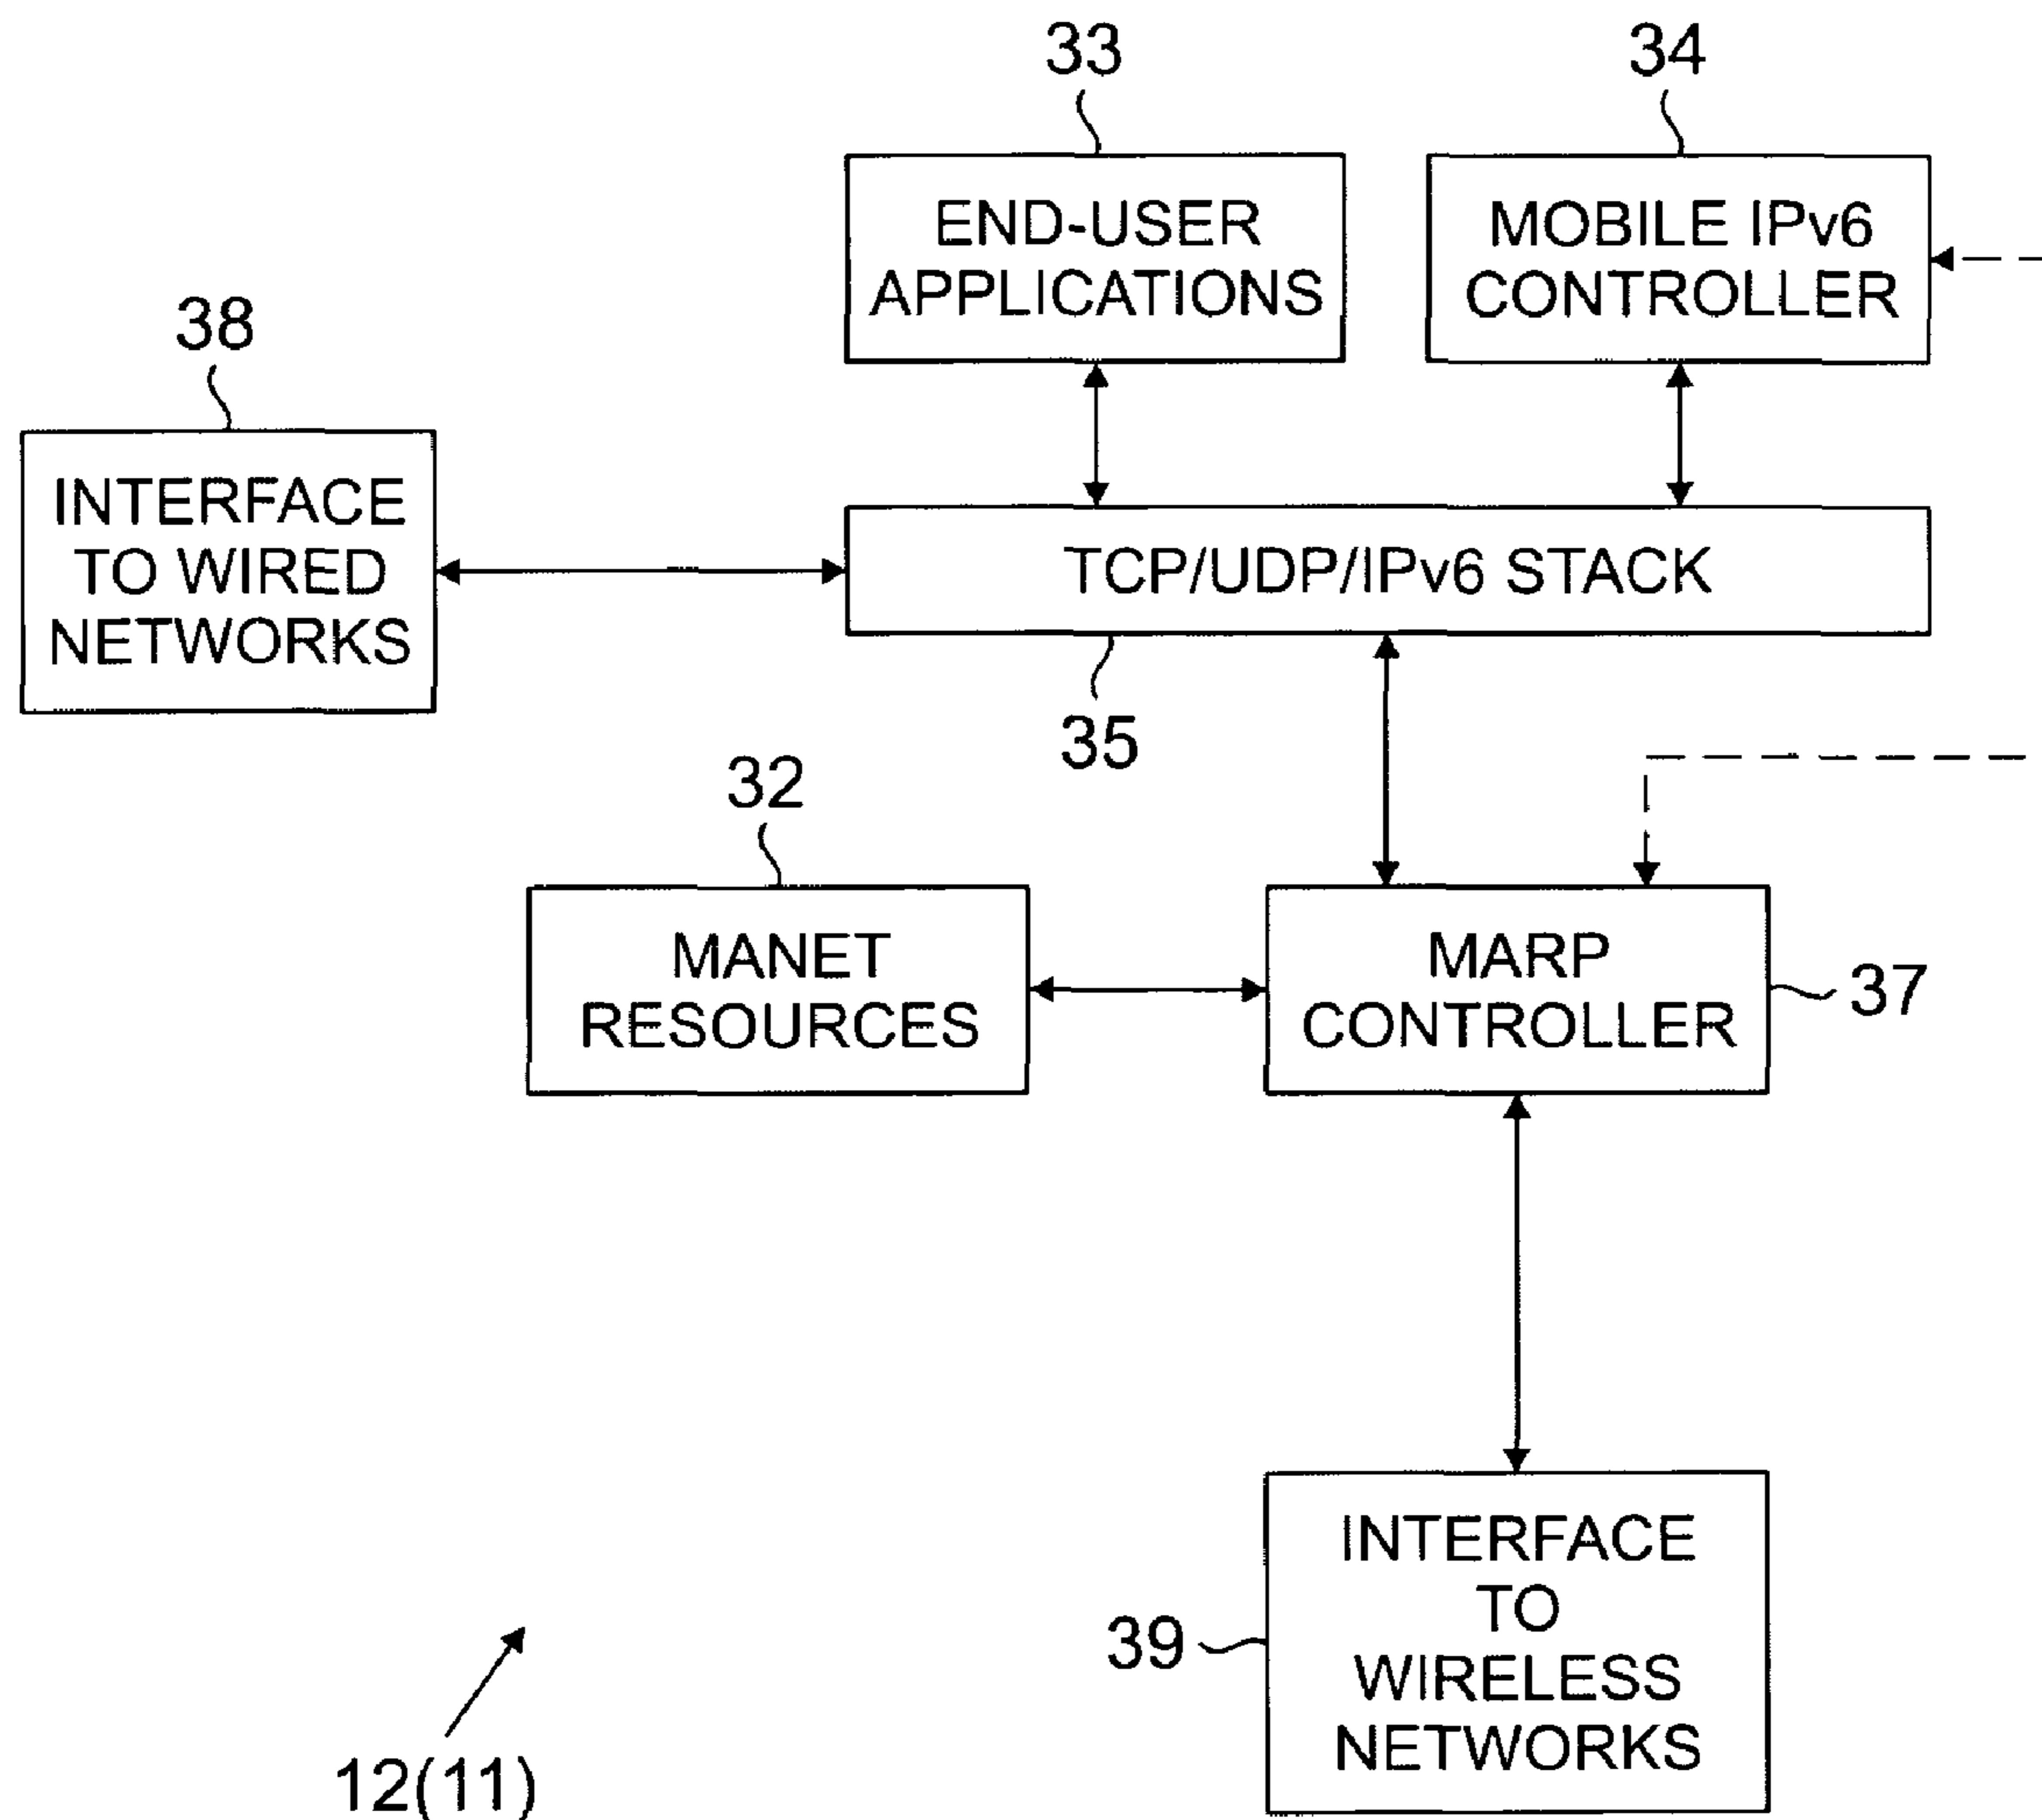 33
34
END-USER
APPLICATIONS
MOBILE IPv6
CONTROLLER
38
INTERFACE
TO WIRED
NETWORKS
TCP/UDP/IPv6 STACK
35
32
MANET
RESOURCES
MARP
CONTROLLER
37
INTERFACE
TO
WIRELESS
NETWORKS
39
12(11)